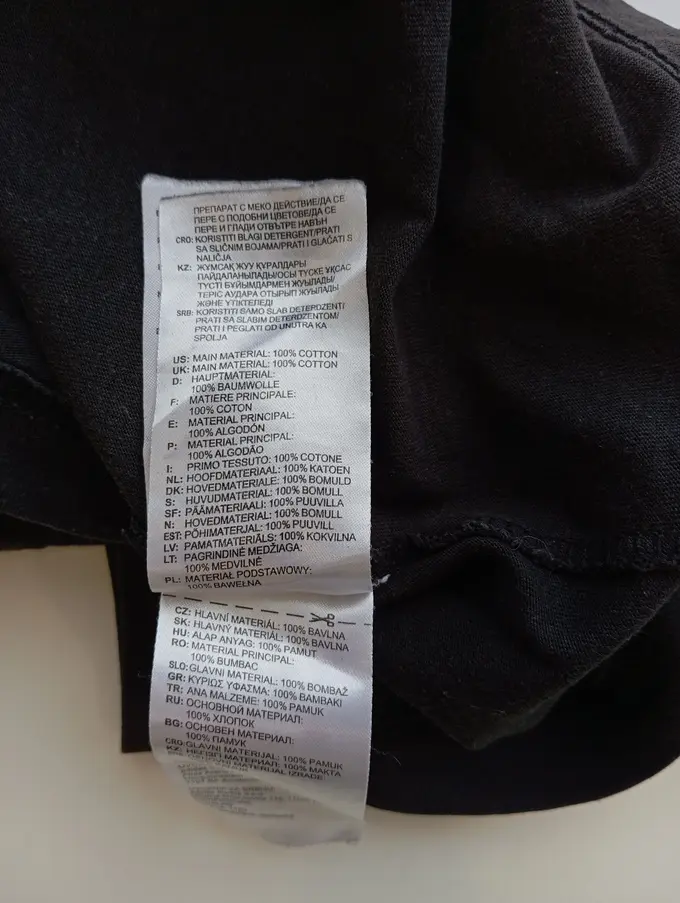 ПРЕПАРАТ С МЕКО ДЕЙСТВИЕ/ДА СЕ
ПЕРЕ С ПОДОБНИ ЦВЕТОВЕ/ДА СЕ
ПЕРЕ И ГЛАДИ ОТВЪТРЕ НАВЪН
CRO: KORISTITI BLAGI DETERGENT/PRATI
SA SLIČNIM BOJAMA/PRATI I GLAČATI S
NALIČJA
KZ: ЖҰМСАҚ ЖУУ ҚҰРАЛДАРЫ
ПАЙДАЛАНЫЛАДЫ/ОСЫ ТҮСКЕ ҰҚСАС
ТҮСТІ БҰЙЫМДАРМЕН ЖУЫЛАДЫ/
ТЕРІС АУДАРА ОТЫРЫП ЖУЫЛАДЫ
ЖӘНЕ ҮТІКТЕЛЕДІ
SRB: KORISTITI SAMO SLAB DETERDŽENT/
PRATI SA SLABIM DETERDŽENTOM/
PRATI I PEGLATI OD UNUTRA KA
SPOLJA
US: MAIN MATERIAL: 100% COTTON
UK: MAIN MATERIAL: 100% COTTON
D: HAUPTMATERIAL:
100% BAUMWOLLE
F: MATIERE PRINCIPALE:
100% COTON
E: MATERIAL PRINCIPAL:
100% ALGODÓN
P: MATERIAL PRINCIPAL:
100% ALGODÃO
I: PRIMO TESSUTO: 100% COTONE
NL: HOOFDMATERIAAL: 100% KATOEN
DK: HOVEDMATERIALE: 100% BOMULD
S: HUVUDMATERIAL: 100% BOMULL
SF: PÄÄMATERIAALI: 100% PUUVILLA
N: HOVEDMATERIAL: 100% BOMULL
EST: PÕHIMATERJAL: 100% PUUVILL
LV: PAMATMATERIĀLS: 100% KOKVILNA
LT: PAGRINDINĖ MEDŽIAGA:
100% MEDVILNĖ
PL: MATERIAŁ PODSTAWOWY:
100% BAWEŁNA
CZ: HLAVNÍ MATERIÁL: 100% BAVLNA
SK: HLAVNÝ MATERIÁL: 100% BAVLNA
HU: ALAP ANYAG: 100% PAMUT
RO: MATERIAL PRINCIPAL:
100% BUMBAC
SLO: GLAVNI MATERIAL: 100% BOMBAŽ
GR: ΚΥΡΙΩΣ ΥΦΑΣΜΑ: 100% ΒΑΜΒΑΚΙ
TR: ANA MALZEME: 100% PAMUK
RU: ОСНОВНОЙ МАТЕРИАЛ:
100% ХЛОПОК
BG: ОСНОВЕН МАТЕРИАЛ:
100% ПАМУК
CRO: GLAVNI MATERIJAL: 100% PAMUK
KZ: НЕГІЗГІ МАТЕРИАЛ: 100% МАҚТА
MATERIJAL IZRADE: